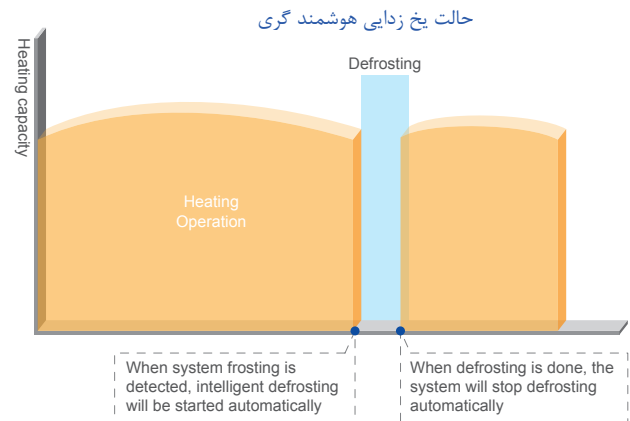 حالت یخ زدایی هوشمند گری
Defrosting
Heating capacity
Heating
Operation
When system frosting is
detected, intelligent defrosting
will be started automatically
When defrosting is done, the
system will stop defrosting
automatically